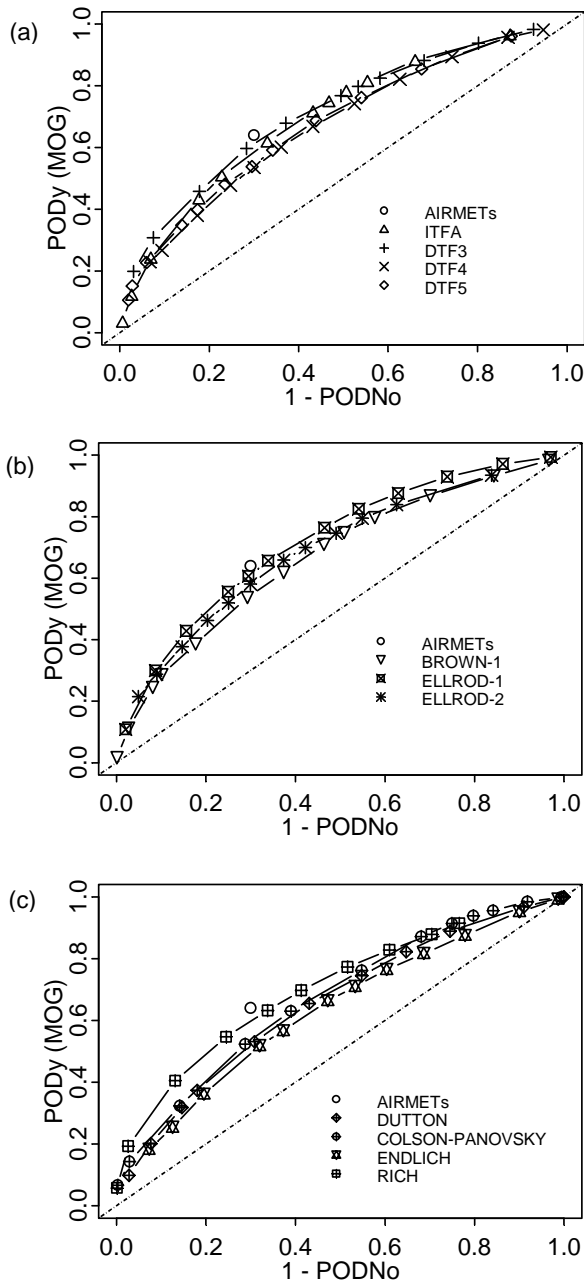 (a)
PODy (MOG)
0.0 0.2 0.4 0.6 0.8 1.0
AIRMETs
ITFA
DTF3
DTF4
DTF5
0.0 0.2 0.4 0.6 0.8 1.0
1 - PODNo
(b)
PODy (MOG)
0.0 0.2 0.4 0.6 0.8 1.0
AIRMETs
BROWN-1
ELLROD-1
ELLROD-2
0.0 0.2 0.4 0.6 0.8 1.0
1 - PODNo
(c)
PODy (MOG)
0.0 0.2 0.4 0.6 0.8 1.0
AIRMETs
DUTTON
COLSON-PANOVSKY
ENDLICH
RICH
0.0 0.2 0.4 0.6 0.8 1.0
1 - PODNo